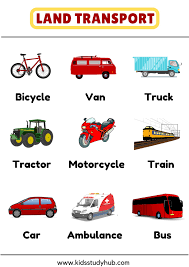 LAND TRANSPORT
Bicycle Van Truck
Tractor Motorcycle Train
Car Ambulance Bus
www.kidsstudyhub.com